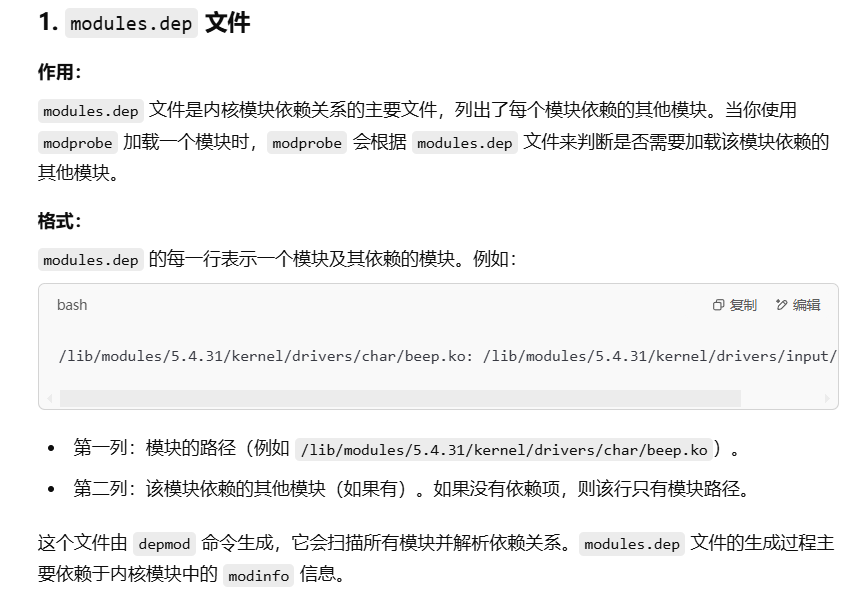 1. modules.dep 文件
作用：
modules.dep 文件是内核模块依赖关系的主要文件，列出了每个模块依赖的其他模块。当你使用
modprobe 加载一个模块时，modprobe 会根据 modules.dep 文件来判断是否需要加载该模块依赖的
其他模块。
格式：
modules.dep 的每一行表示一个模块及其依赖的模块。例如：
bash 复制 编辑
/lib/modules/5.4.31/kernel/drivers/char/beep.ko: /lib/modules/5.4.31/kernel/drivers/input/
• 第一列：模块的路径（例如 /lib/modules/5.4.31/kernel/drivers/char/beep.ko）。
• 第二列：该模块依赖的其他模块（如果有）。如果没有依赖项，则该行只有模块路径。
这个文件由 depmod 命令生成，它会扫描所有模块并解析依赖关系。modules.dep 文件的生成过程主
要依赖于内核模块中的 modinfo 信息。